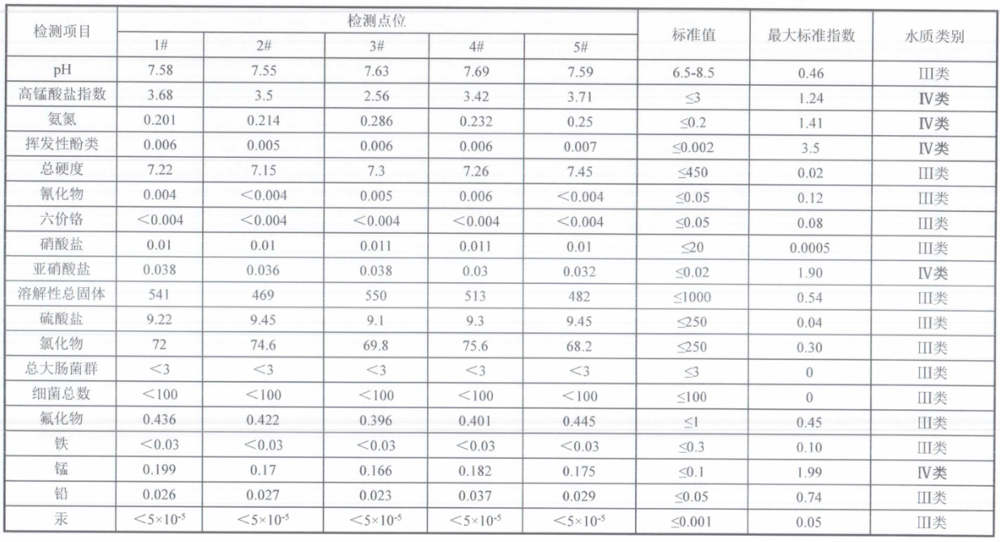 检测项目 检测点位 标准值 最大标准指数 水质类别
1# 2# 3# 4# 5#
pH 7.58 7.55 7.63 7.69 7.59 6.5-8.5 0.46 III类
高锰酸盐指数 3.68 3.5 2.56 3.42 3.71 ≤3 1.24 Ⅳ类
氨氮 0.201 0.214 0.286 0.232 0.25 ≤0.2 1.41 Ⅳ类
挥发性酚类 0.006 0.005 0.006 0.006 0.007 ≤0.002 3.5 Ⅳ类
总硬度 7.22 7.15 7.3 7.26 7.45 ≤450 0.02 III类
氰化物 0.004 <0.004 0.005 0.006 <0.004 ≤0.05 0.12 III类
六价铬 <0.004 <0.004 <0.004 <0.004 <0.004 ≤0.05 0.08 III类
硝酸盐 0.01 0.01 0.011 0.011 0.01 ≤20 0.0005 III类
亚硝酸盐 0.038 0.036 0.038 0.03 0.032 ≤0.02 1.90 Ⅳ类
溶解性总固体 541 469 550 513 482 ≤1000 0.54 III类
硫酸盐 9.22 9.45 9.1 9.3 9.45 ≤250 0.04 III类
氯化物 72 74.6 69.8 75.6 68.2 ≤250 0.30 III类
总大肠菌群 <3 <3 <3 <3 <3 ≤3 0 III类
细菌总数 <100 <100 <100 <100 <100 ≤100 0 III类
氟化物 0.436 0.422 0.396 0.401 0.445 ≤1 0.45 III类
铁 <0.03 <0.03 <0.03 <0.03 <0.03 ≤0.3 0.10 III类
锰 0.199 0.17 0.166 0.182 0.175 ≤0.1 1.99 Ⅳ类
铅 0.026 0.027 0.023 0.037 0.029 ≤0.05 0.74 III类
汞 <5×10⁻⁵ <5×10⁻⁵ <5×10⁻⁵ <5×10⁻⁵ <5×10⁻⁵ ≤0.001 0.05 III类